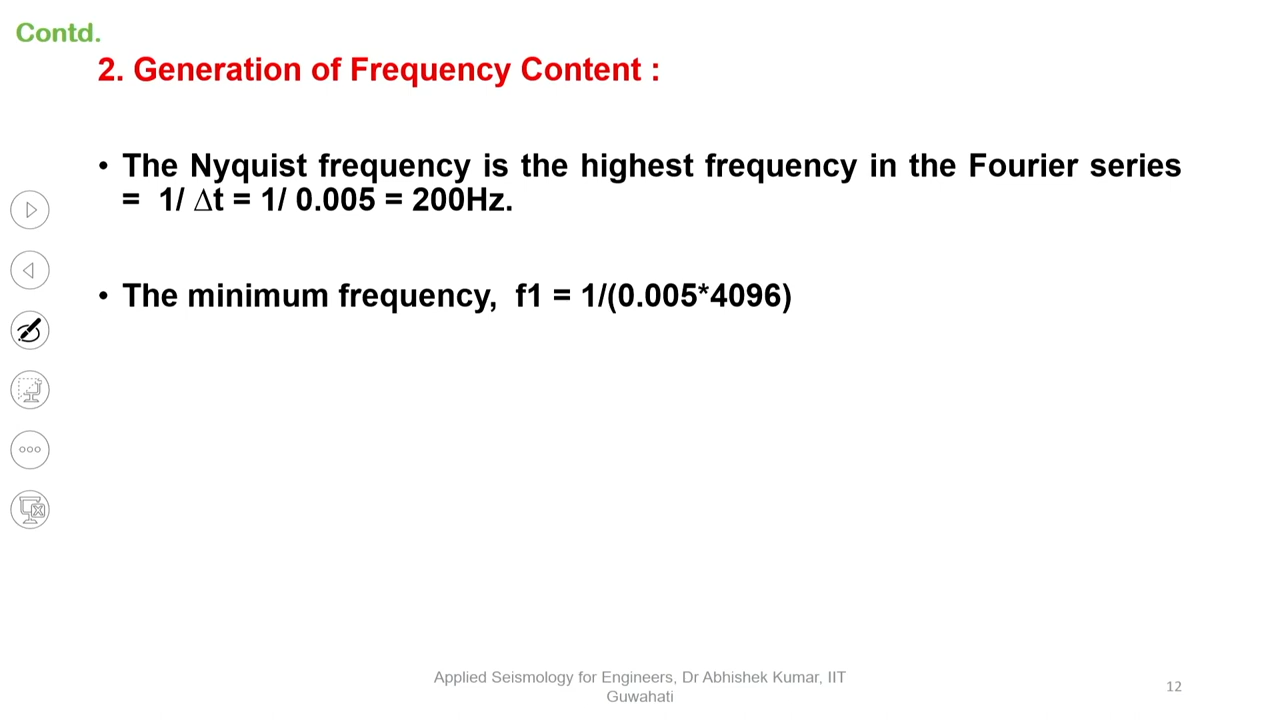 Contd.
2. Generation of Frequency Content :
• The Nyquist frequency is the highest frequency in the Fourier series
= 1/ Δt = 1/ 0.005 = 200Hz.
• The minimum frequency, f1 = 1/(0.005*4096)
Applied Seismology for Engineers, Dr Abhishek Kumar, IIT
Guwahati
12